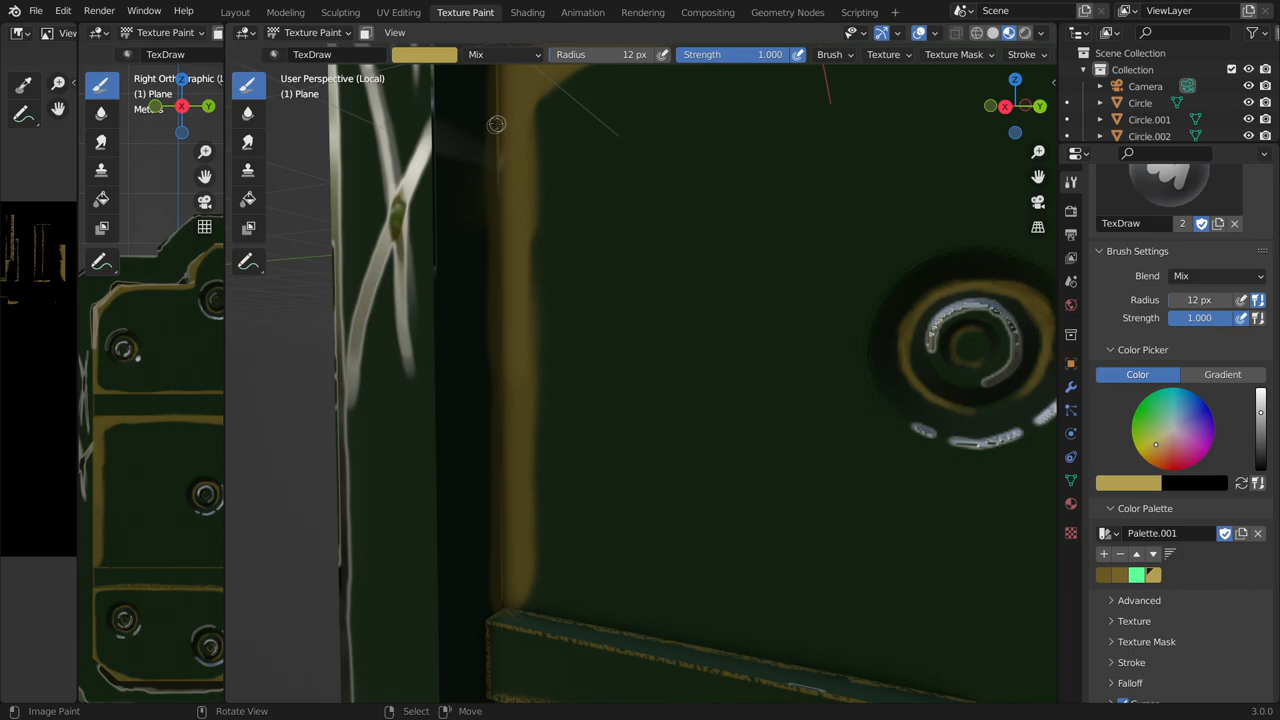 File Edit Render Window Help Layout Modeling Sculpting UV Editing Texture Paint Shading Animation Rendering Compositing Geometry Nodes Scripting Scene ViewLayer
Texture Paint Texture Paint View
TexDraw TexDraw Mix Radius 12 px Strength 1.000 Brush Texture Texture Mask Stroke
Scene Collection
Collection
Camera
Circle
Circle.001
Circle.002
Right Orthographic (L
(1) Plane
Z
X
Y
User Perspective (Local)
(1) Plane
Z
X
Y
TexDraw 2
Brush Settings
Blend Mix
Radius 12 px
Strength 1.000
Color Picker
Color Gradient
Color Palette
Palette.001
Advanced
Texture
Texture Mask
Stroke
Falloff
Image Paint Rotate View Select Move 3.0.0